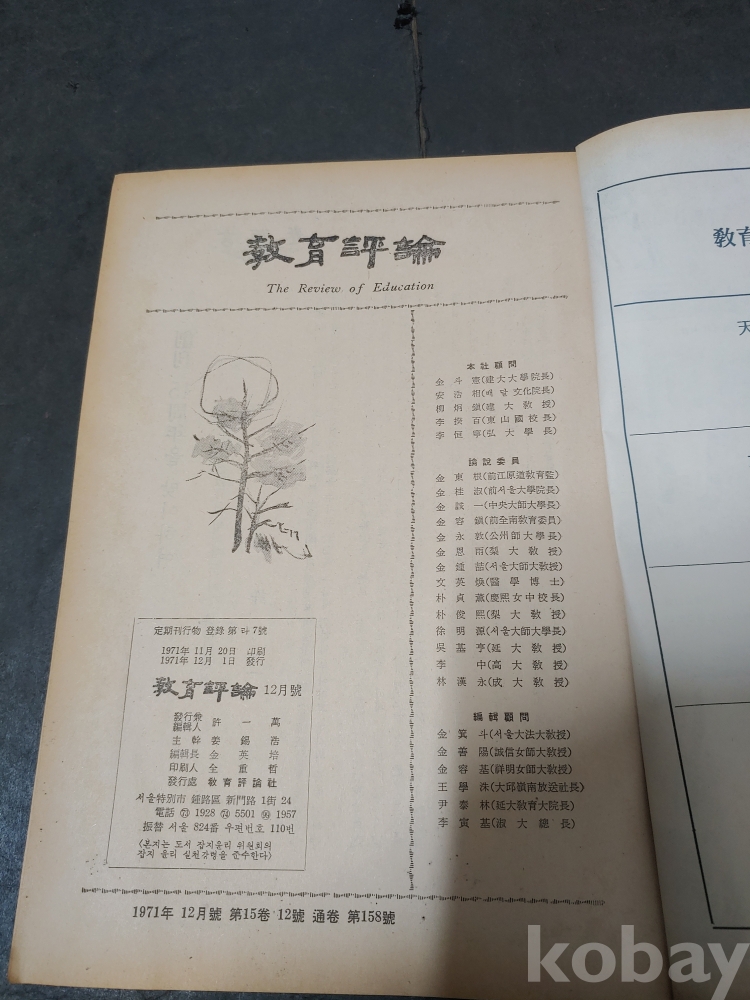 敎育評論
The Review of Education
本社顧問
金斗憲(建大大學院長)
安浩相(배달文化院長)
柳炳鎭(建大敎授)
李揆百(東山國校長)
李恒寧(弘大學長)
論說委員
金東根(前江原道敎育監)
金桂淑(前서울大學院長)
金誠一(中央大師大學長)
金容鎭(前全南敎育委員)
金永敦(公州師大學長)
金恩雨(梨大敎授)
金鍾喆(서울大師大敎授)
文英煥(醫學博士)
朴貞薰(慶熙女中校長)
朴俊熙(梨大敎授)
徐明源(서울大師大學長)
吳基亨(延大敎授)
李中(高大敎授)
林漢永(成大敎授)
編輯顧問
金箕斗(서울大法大敎授)
金善陽(誠信女師大敎授)
金容基(祥明女師大敎授)
王學洙(大邱嶺南放送社長)
尹泰林(延大敎育大院長)
李寅基(淑大總長)
定期刊行物 登錄 第 라 7號
1971年 11月 20日 印刷
1971年 12月 1日 發行
敎育評論 12月號
發行兼
編輯人 許一萬
主幹 姜錫浩
編輯長 金英培
印刷人 全重哲
發行處 敎育評論社
서울特別市 鍾路區 新門路 1街 24
電話 ㉓ 1928 ㉔ 5501 1957
振替 서울 824番 우편번호 110번
〈본지는 도서 잡지윤리 위원회의
잡지 윤리 실천강령을 준수한다〉
1971年 12月號 第15卷 12號 通卷 第158號
敎育
天
kobay